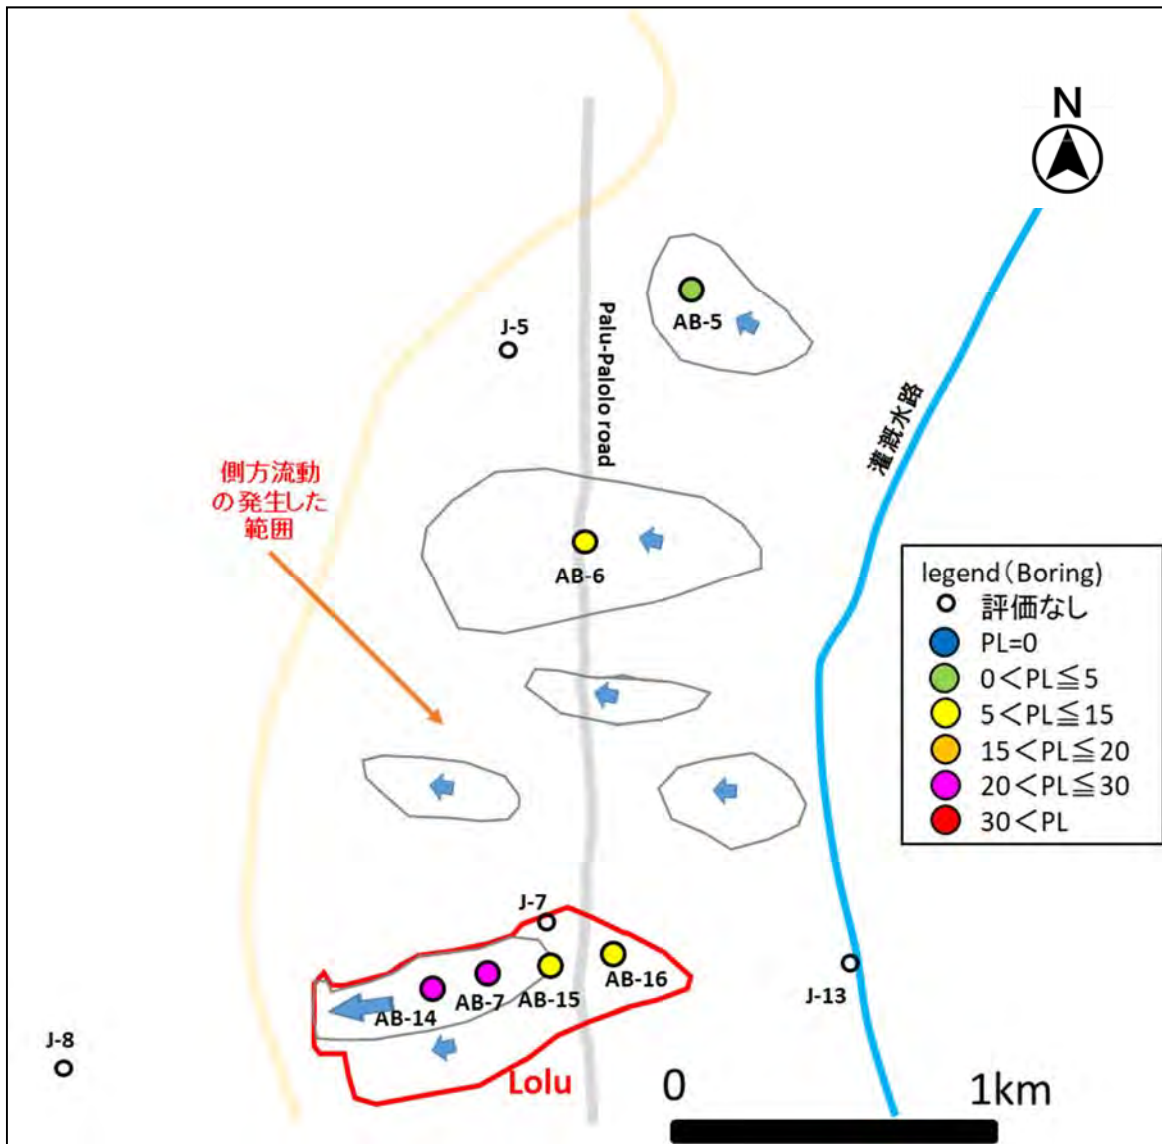 N
J-5
AB-5
Palu-Palolo road
灌漑水路
側方流動
の発生した
範囲
AB-6
legend(Boring)
評価なし
PL=0
0＜PL≦5
5＜PL≦15
15＜PL≦20
20＜PL≦30
30＜PL
J-7
AB-16
AB-15
AB-7
AB-14
J-13
J-8
Lolu
0
1km